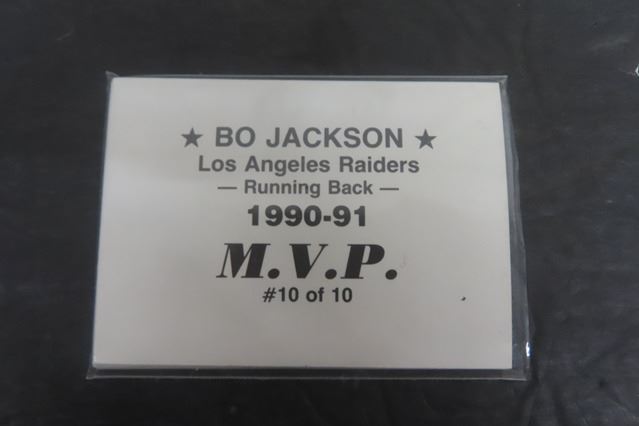 ★ BO JACKSON ★
Los Angeles Raiders
— Running Back —
1990-91
M.V.P.
#10 of 10